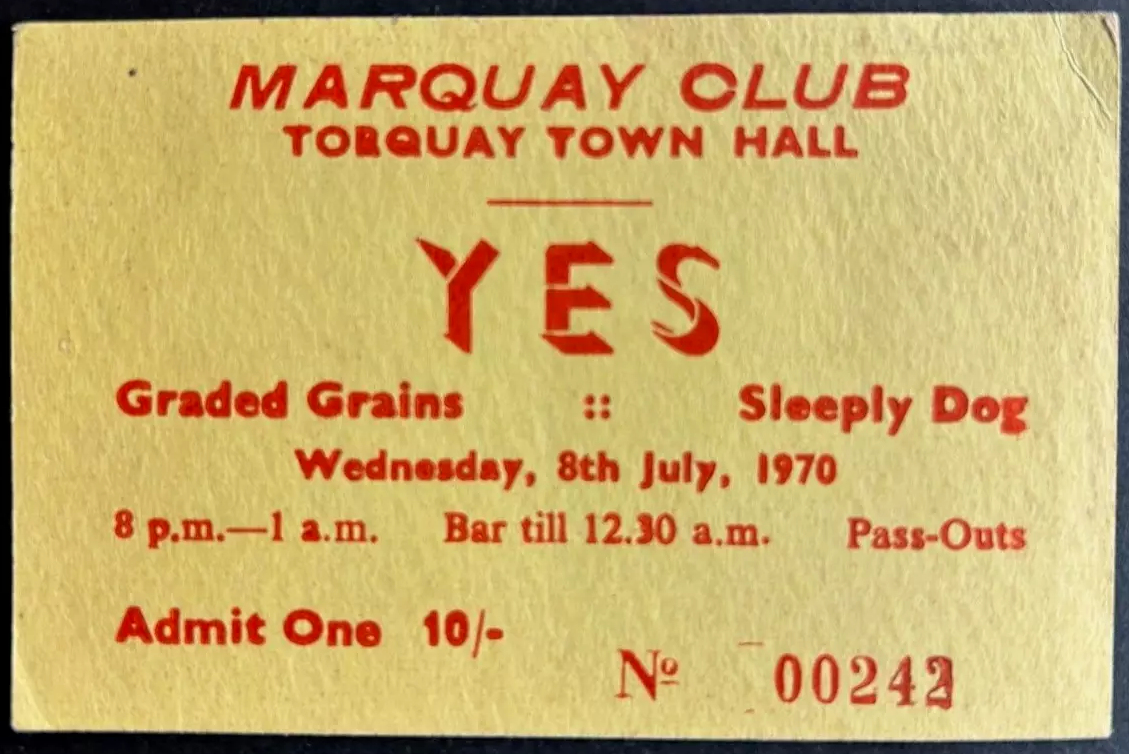 MARQUAY CLUB
TORQUAY TOWN HALL
YES
Graded Grains :: Sleeply Dog
Wednesday, 8th July, 1970
8 p.m.—1 a.m. Bar till 12.30 a.m. Pass-Outs
Admit One 10/-
Nº 00242